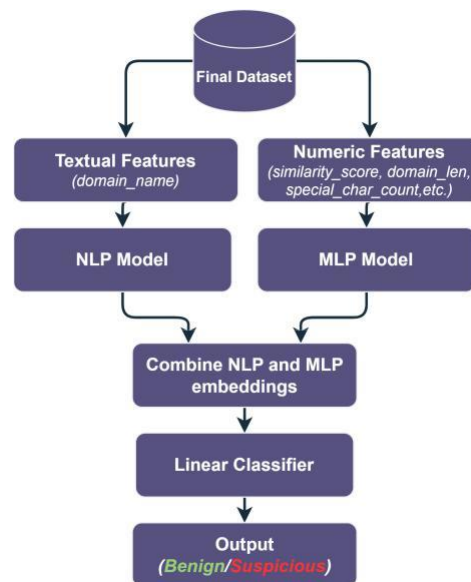 Final Dataset
Textual Features
(domain_name)
Numeric Features
(similarity_score, domain_len,
special_char_count,etc.)
NLP Model
MLP Model
Combine NLP and MLP
embeddings
Linear Classifier
Output
(Benign/Suspicious)